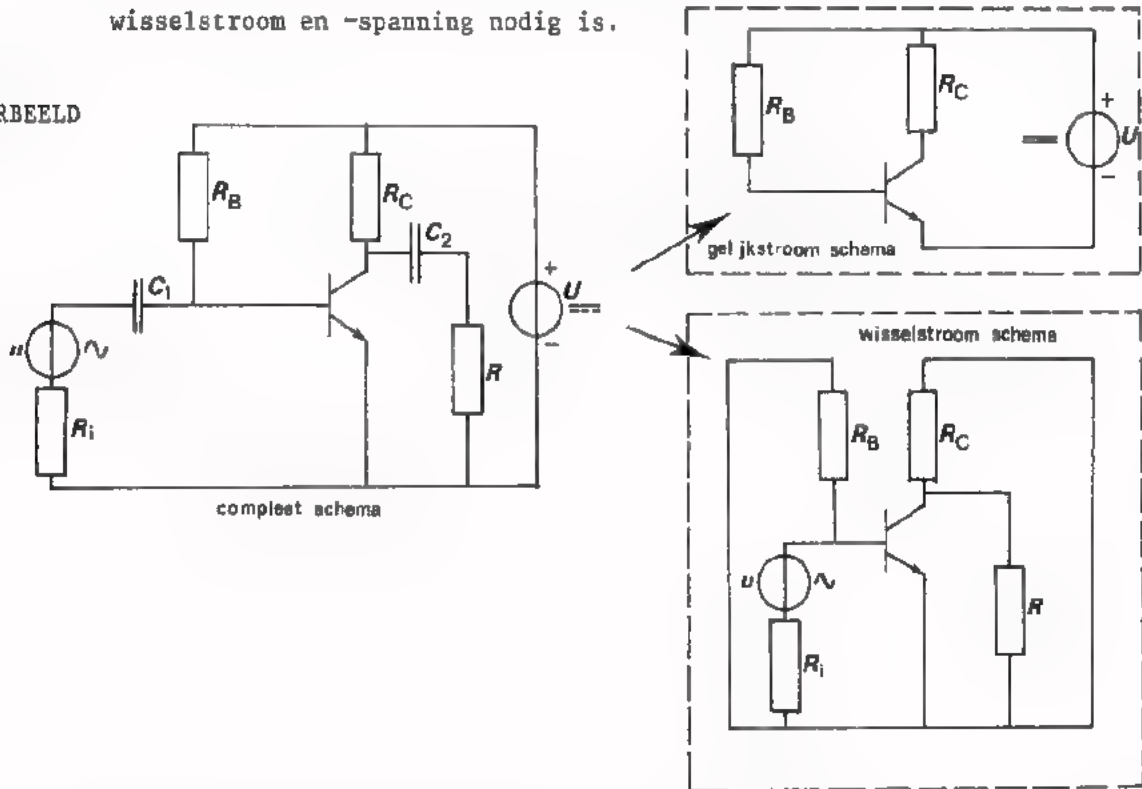 wisselstroom en -spanning nodig is.
RBEELD
R_B
R_C
C_2
C_1
+
U
−
u
R_i
R
compleet schema
R_B
R_C
+
U
−
gelijkstroom schema
wisselstroom schema
R_B
R_C
u
R
R_i